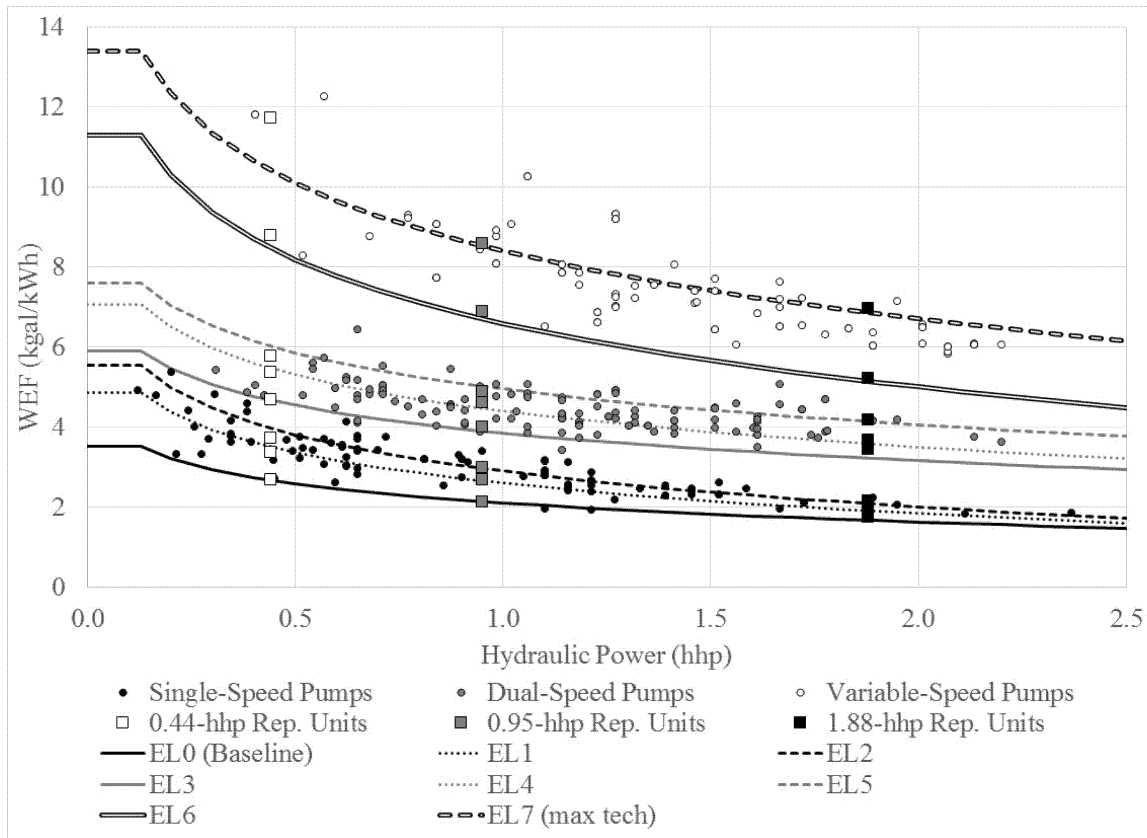 14
12
10
8
6
4
2
0
WEF (kgal/kWh)
0.0 0.5 1.0 1.5 2.0 2.5
Hydraulic Power (hhp)
Single-Speed Pumps Dual-Speed Pumps Variable-Speed Pumps
0.44-hhp Rep. Units 0.95-hhp Rep. Units 1.88-hhp Rep. Units
EL0 (Baseline) EL1 EL2
EL3 EL4 EL5
EL6 EL7 (max tech)